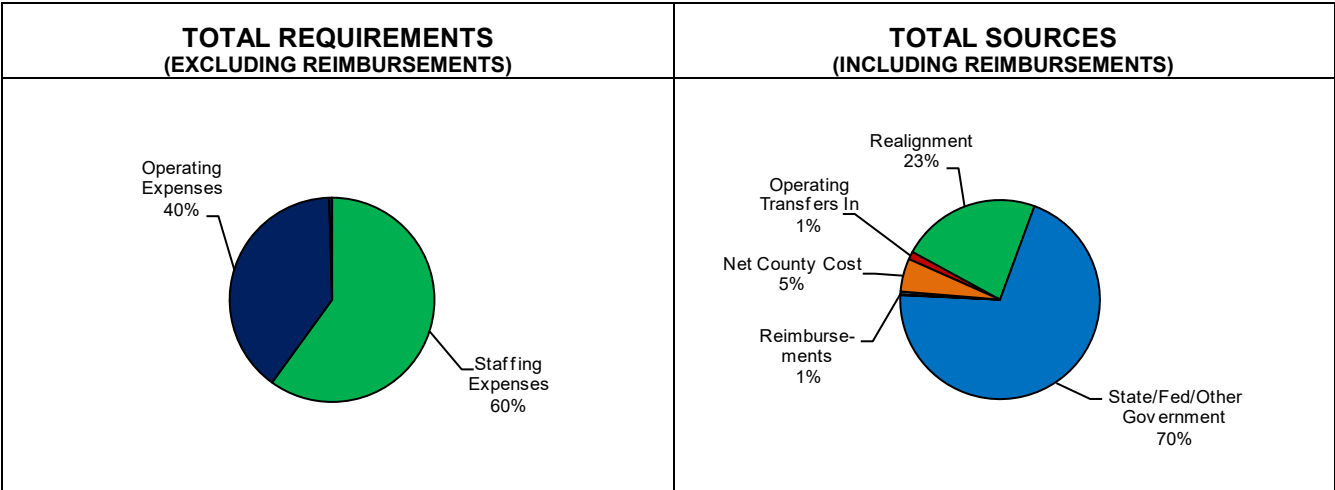 TOTAL REQUIREMENTS
(EXCLUDING REIMBURSEMENTS)
Operating
Expenses
40%
Staffing
Expenses
60%
TOTAL SOURCES
(INCLUDING REIMBURSEMENTS)
Realignment
23%
Operating
Transfers In
1%
Net County Cost
5%
Reimburse-
ments
1%
State/Fed/Other
Government
70%